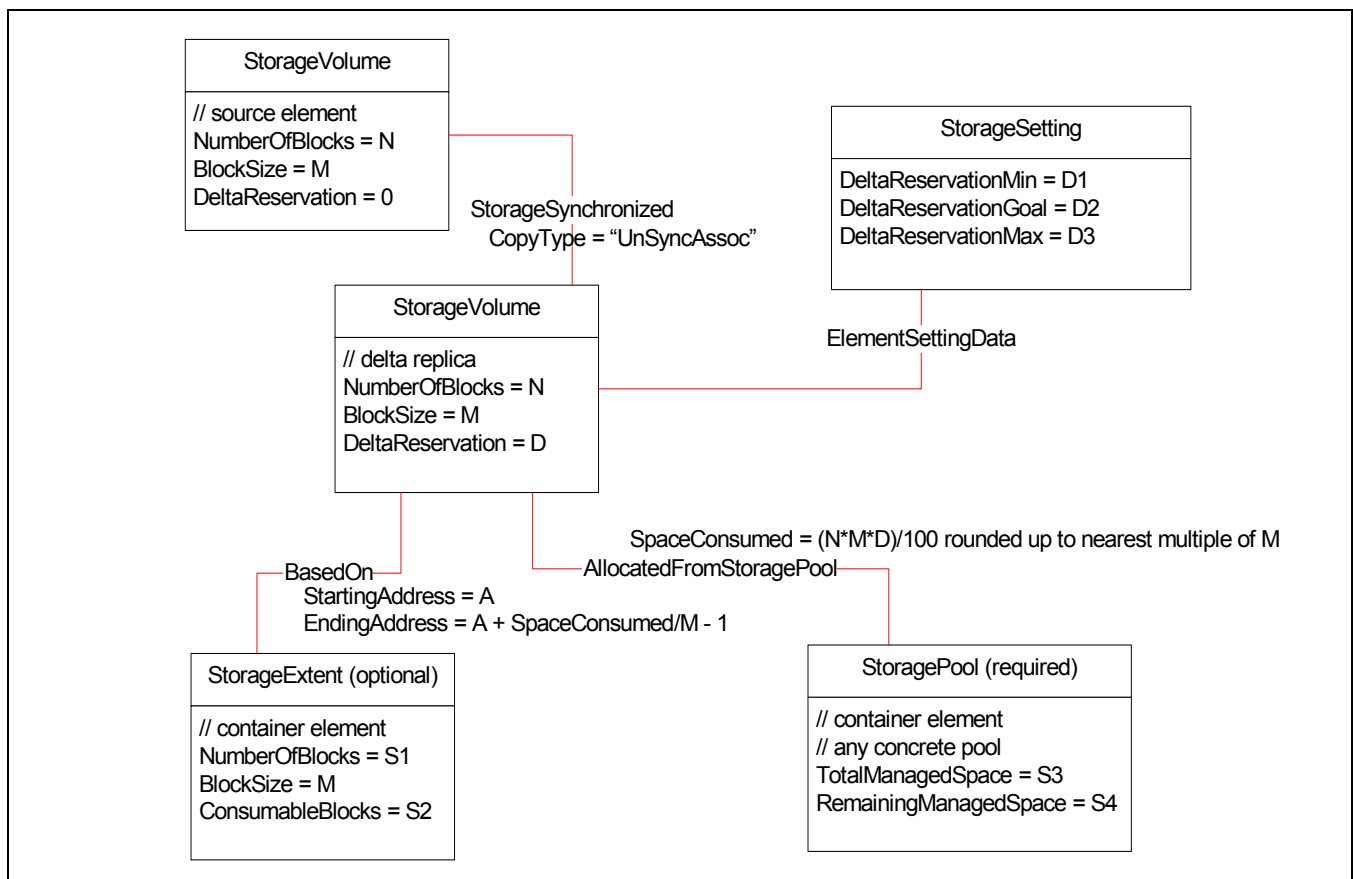 StorageVolume
// source element
NumberOfBlocks = N
BlockSize = M
DeltaReservation = 0
StorageSetting
DeltaReservationMin = D1
DeltaReservationGoal = D2
DeltaReservationMax = D3
StorageSynchronized
CopyType = “UnSyncAssoc”
StorageVolume
// delta replica
NumberOfBlocks = N
BlockSize = M
DeltaReservation = D
ElementSettingData
SpaceConsumed = (N*M*D)/100 rounded up to nearest multiple of M
AllocatedFromStoragePool
BasedOn
StartingAddress = A
EndingAddress = A + SpaceConsumed/M - 1
StorageExtent (optional)
// container element
NumberOfBlocks = S1
BlockSize = M
ConsumableBlocks = S2
StoragePool (required)
// container element
// any concrete pool
TotalManagedSpace = S3
RemainingManagedSpace = S4